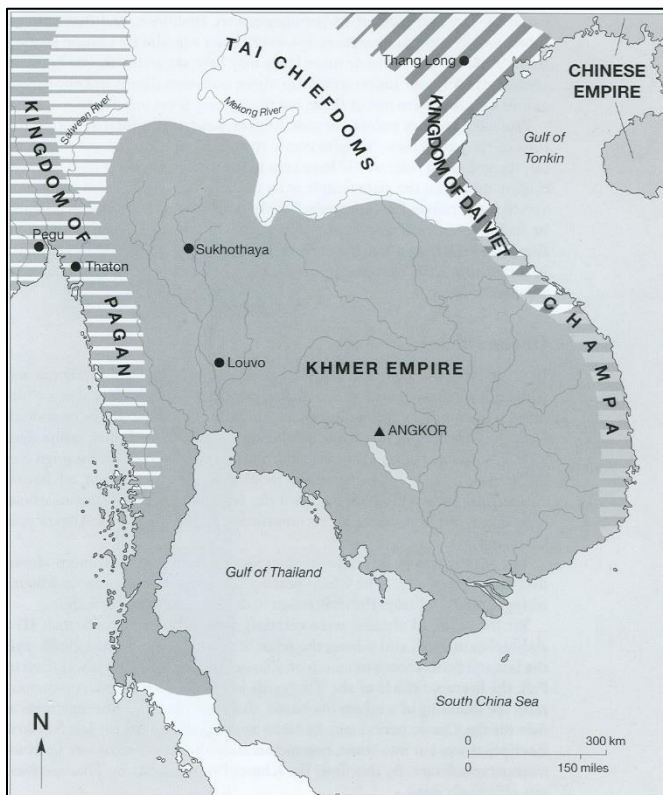 TAI CHIEFDOMS
Thang Long
CHINESE
EMPIRE
KINGDOM OF
PAGAN
Salween River
Mekong River
KINGDOM OF DAI VIET
Gulf of
Tonkin
Pegu
Thaton
Sukhothaya
CHAMPA
Louvo
KHMER EMPIRE
ANGKOR
Gulf of Thailand
South China Sea
N
0 300 km
0 150 miles